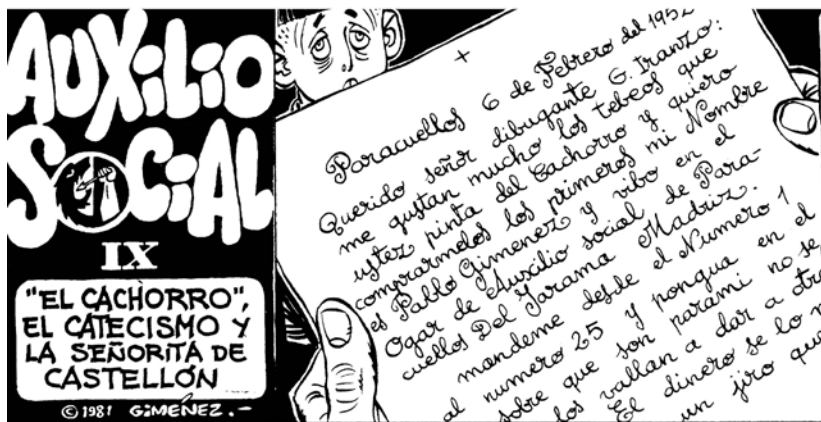 AUXILIO
SOCIAL
IX
"EL CACHORRO",
EL CATECISMO Y
LA SEÑORITA DE
CASTELLÓN
© 1981 GIMÉNEZ.-
Paracuellos 6 de Febrero del 1952
Querido señor dibugante G. Iranzo:
me gustan mucho los tebeos que
ustez pinta del Cachorro y quiero
comprarmelos los primeros mi Nombre
es Pablo Gimenez y vibo en el
Ogar de Auxsilio social de Para-
cuellos Del Jarama Madriz.
mandeme desde el Numero 1
al numero 25 y pongua en el
sobre que son parami no se
los vallan a dar a otro
El dinero se lo
un jiro que